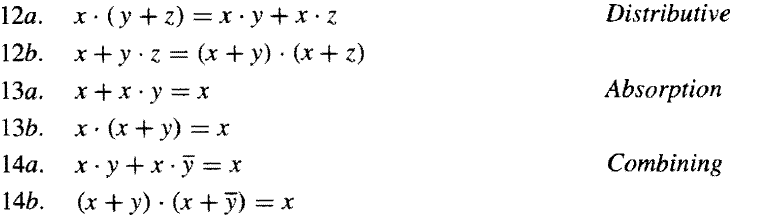 12a. x · ( y + z) = x · y + x · z Distributive
12b. x + y · z = (x + y) · (x + z)
13a. x + x · y = x Absorption
13b. x · (x + y) = x
14a. x · y + x · y̅ = x Combining
14b. (x + y) · (x + y̅) = x